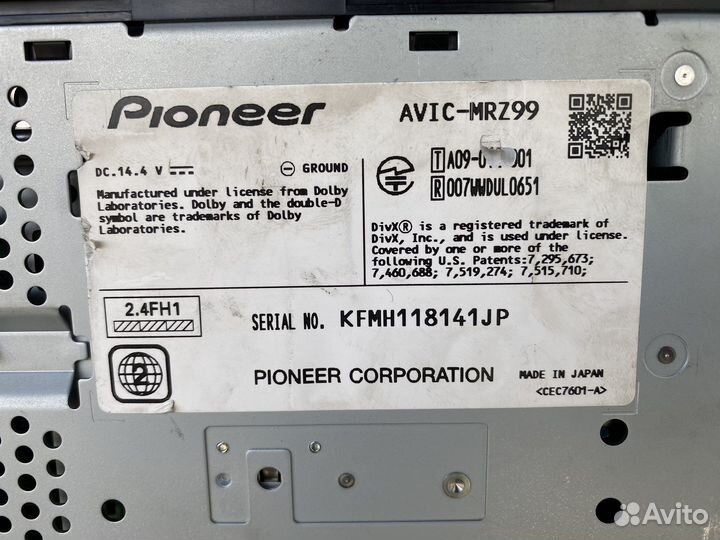 Pioneer
AVIC-MRZ99
DC.14.4 V
GROUND
Manufactured under license from Dolby
Laboratories. Dolby and the double-D
symbol are trademarks of Dolby
Laboratories.
T
R 007WWDUL0651
DivX® is a registered trademark of
DivX, Inc., and is used under license.
Covered by one or more of the
following U.S. Patents:7,295,673;
7,460,688; 7,519,274; 7,515,710;
2.4FH1
SERIAL NO. KFMH118141JP
2
PIONEER CORPORATION
MADE IN JAPAN
<CEC7601-A>
Avito